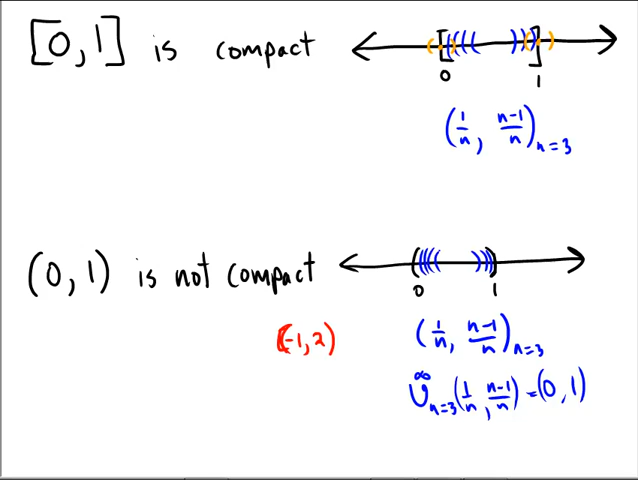 [0,1] is compact
0 1
(1/n, n-1/n)n=3
(0,1) is not compact
0 1
(-1,2)
(1/n, n-1/n)n=3
∞
∪n=3(1/n, n-1/n) = (0,1)